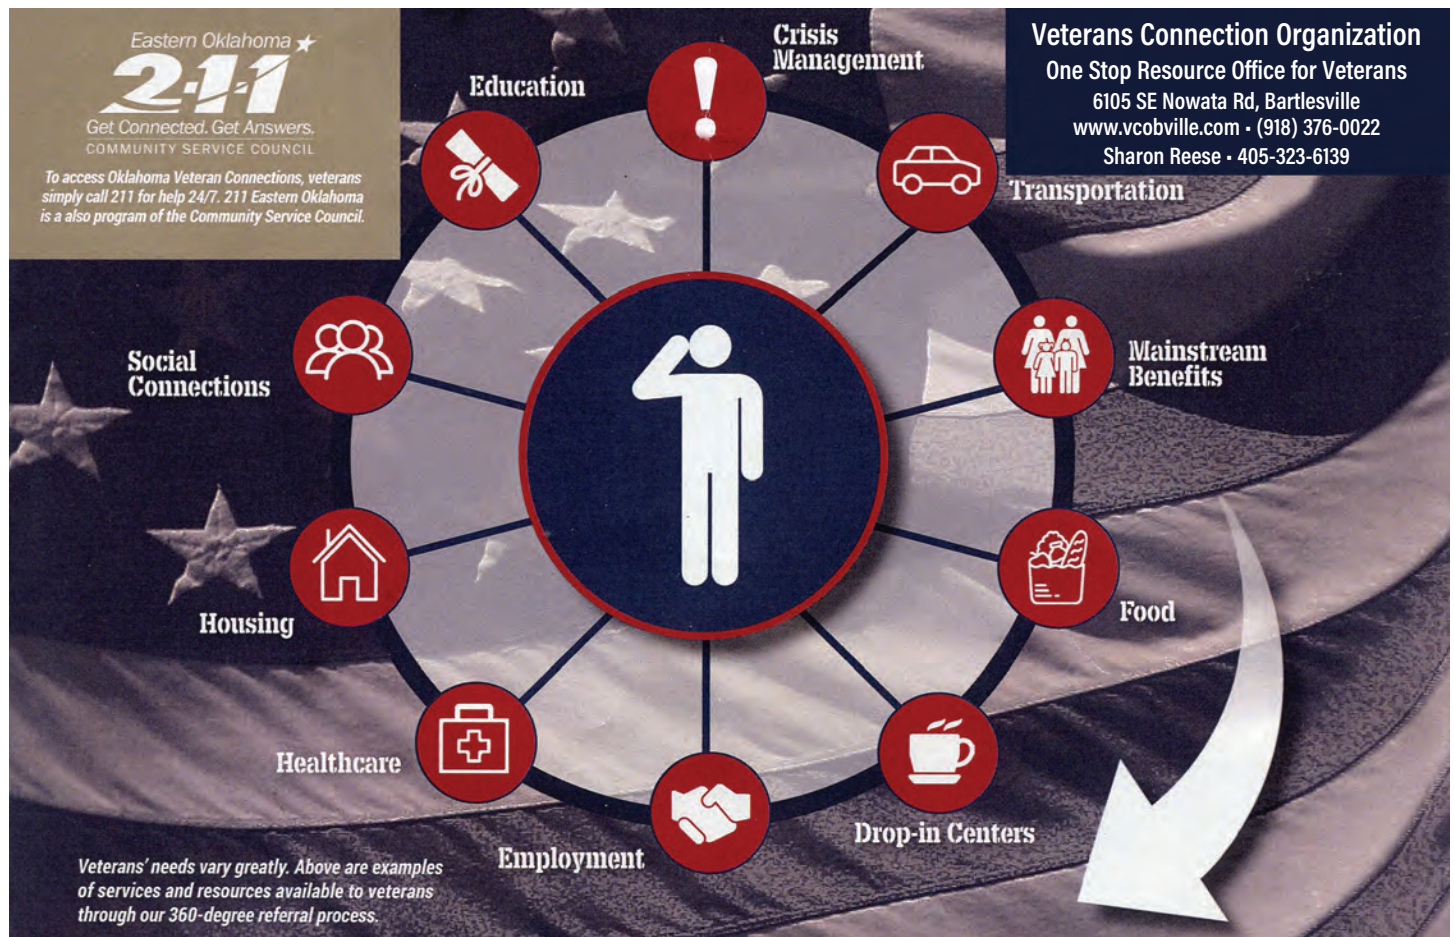 Eastern Oklahoma
2-1-1
Get Connected. Get Answers.
COMMUNITY SERVICE COUNCIL
To access Oklahoma Veteran Connections, veterans
simply call 211 for help 24/7. 211 Eastern Oklahoma
is a also program of the Community Service Council.
Veterans Connection Organization
One Stop Resource Office for Veterans
6105 SE Nowata Rd, Bartlesville
www.vcobville.com • (918) 376-0022
Sharon Reese • 405-323-6139
Crisis
Management
Education
Transportation
Social
Connections
Mainstream
Benefits
Housing
Food
Healthcare
Drop-in Centers
Employment
Veterans' needs vary greatly. Above are examples
of services and resources available to veterans
through our 360-degree referral process.